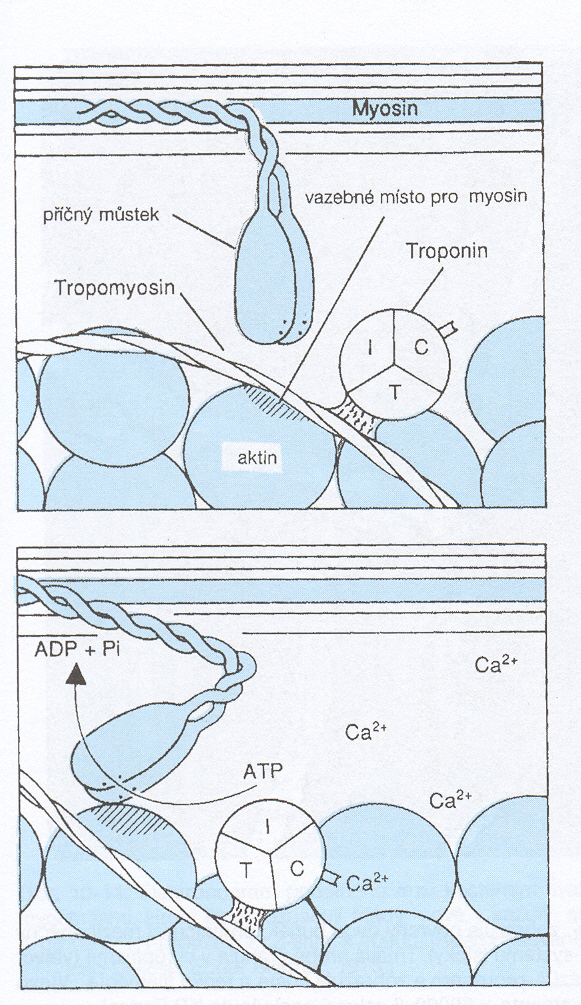 Myosin
vazebné místo pro myosin
příčný můstek
Troponin
Tropomyosin
I
C
T
aktin
ADP + Pi
Ca²⁺
Ca²⁺
ATP
Ca²⁺
I
T
C
Ca²⁺